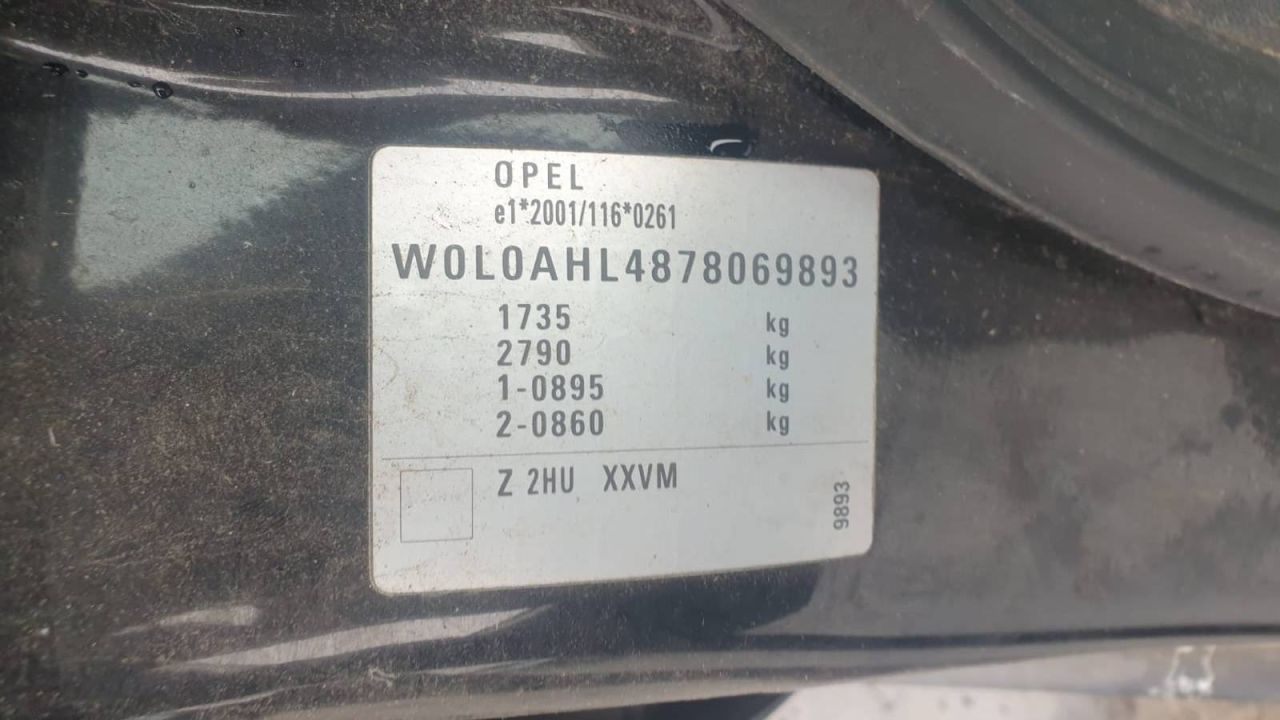 OPEL
e1*2001/116*0261
W0L0AHL4878069893
1735 kg
2790 kg
1-0895 kg
2-0860 kg
Z 2HU XXVM
9893